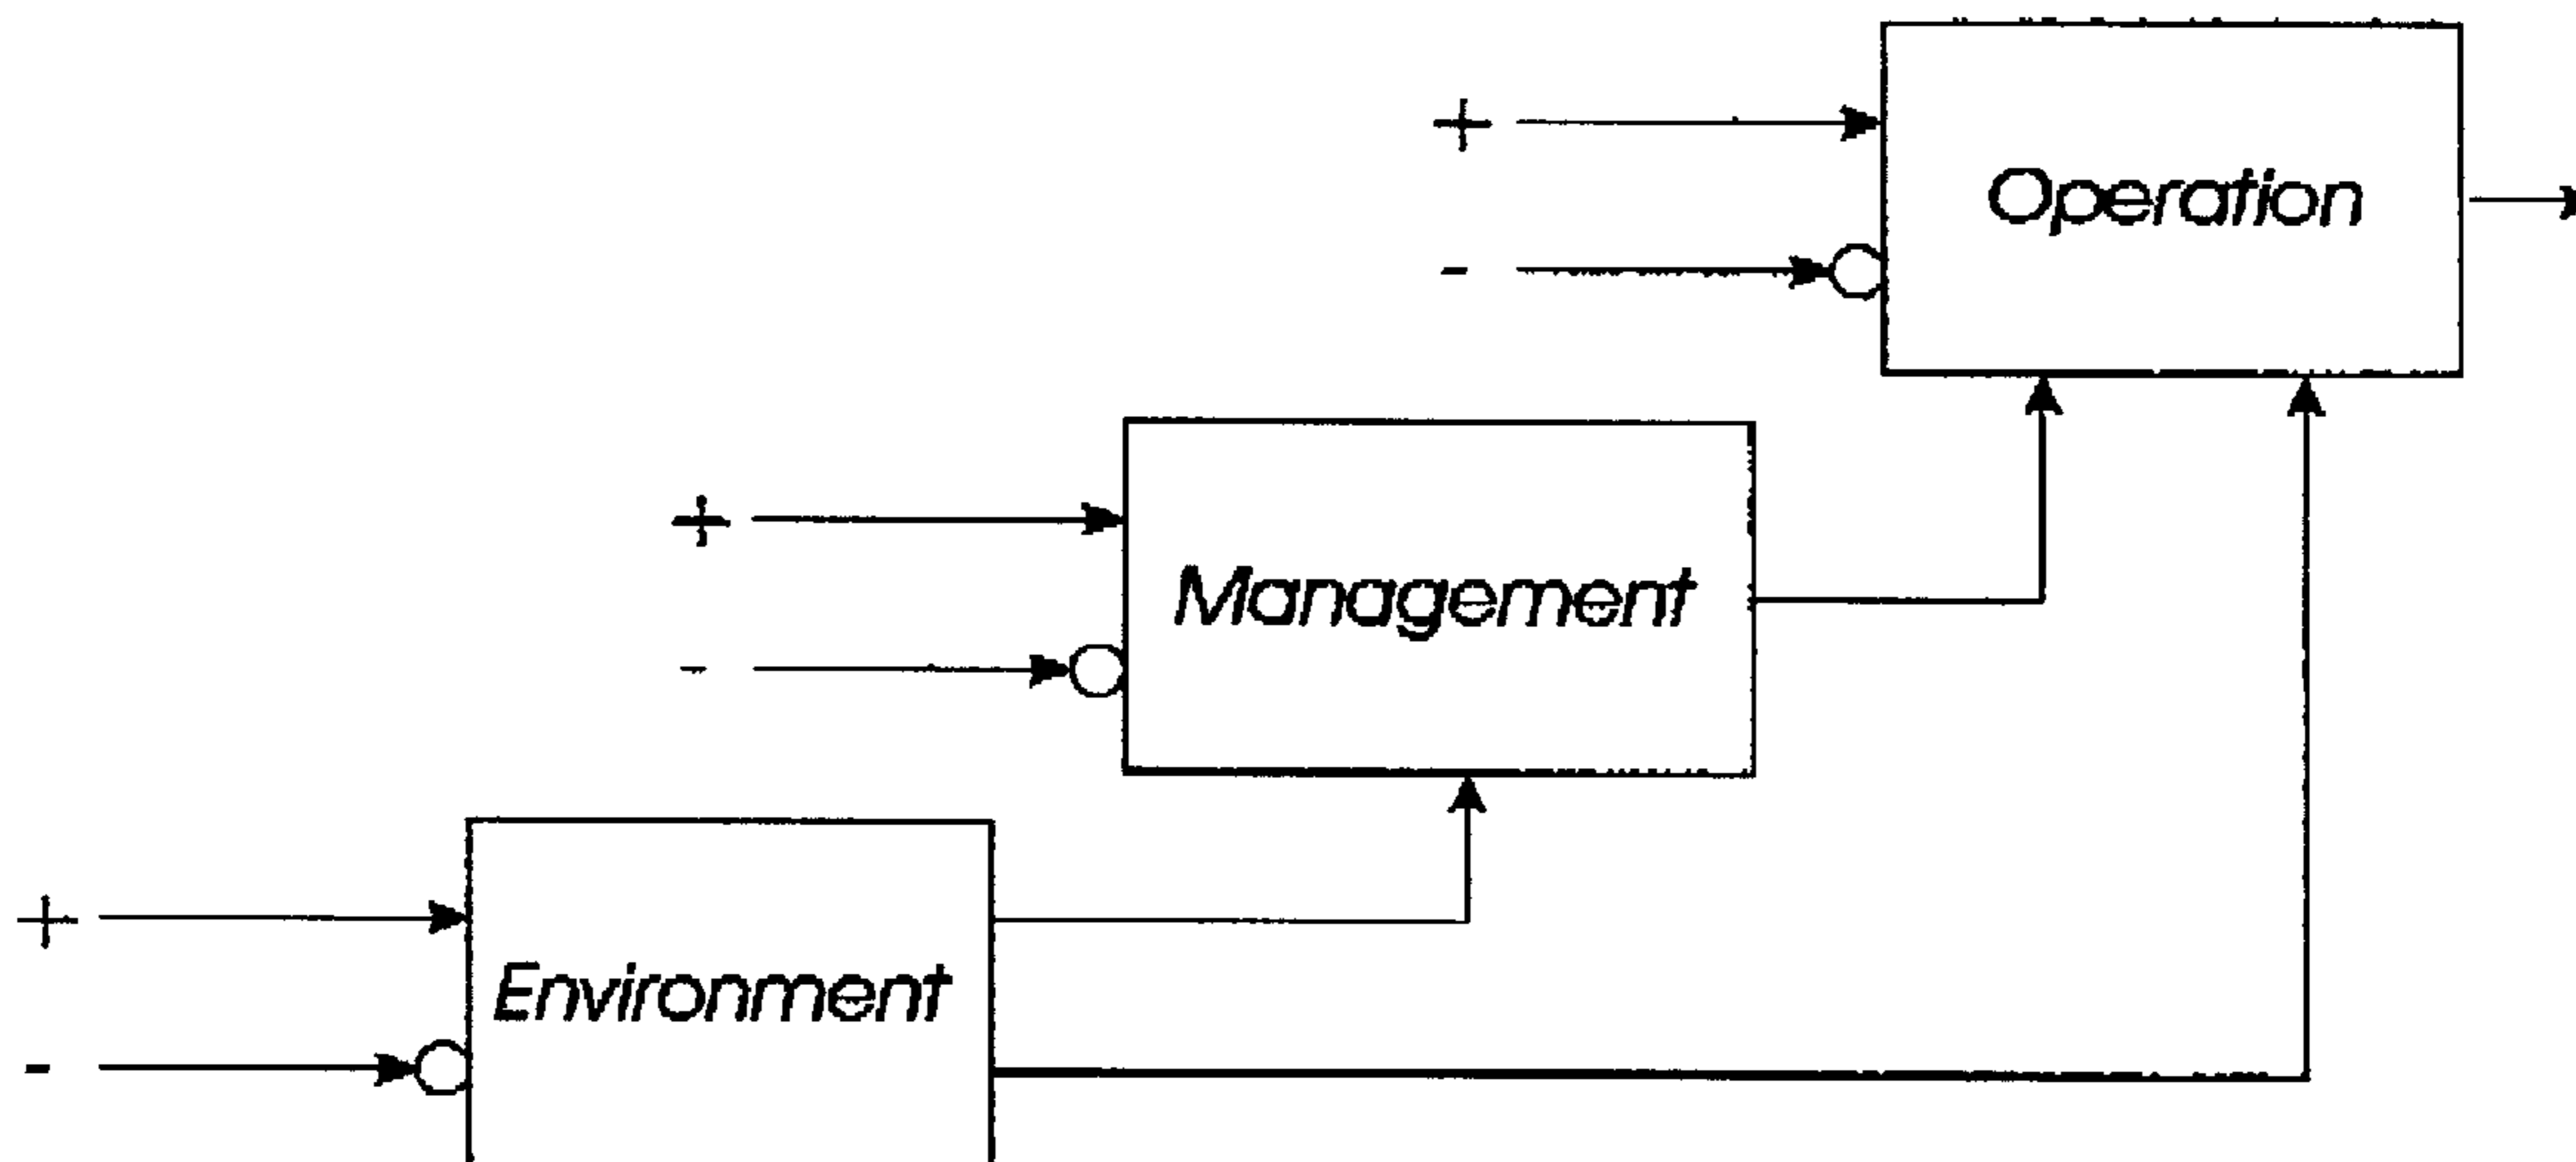 +
Operation
-
+
Management
-
+
Environment
-